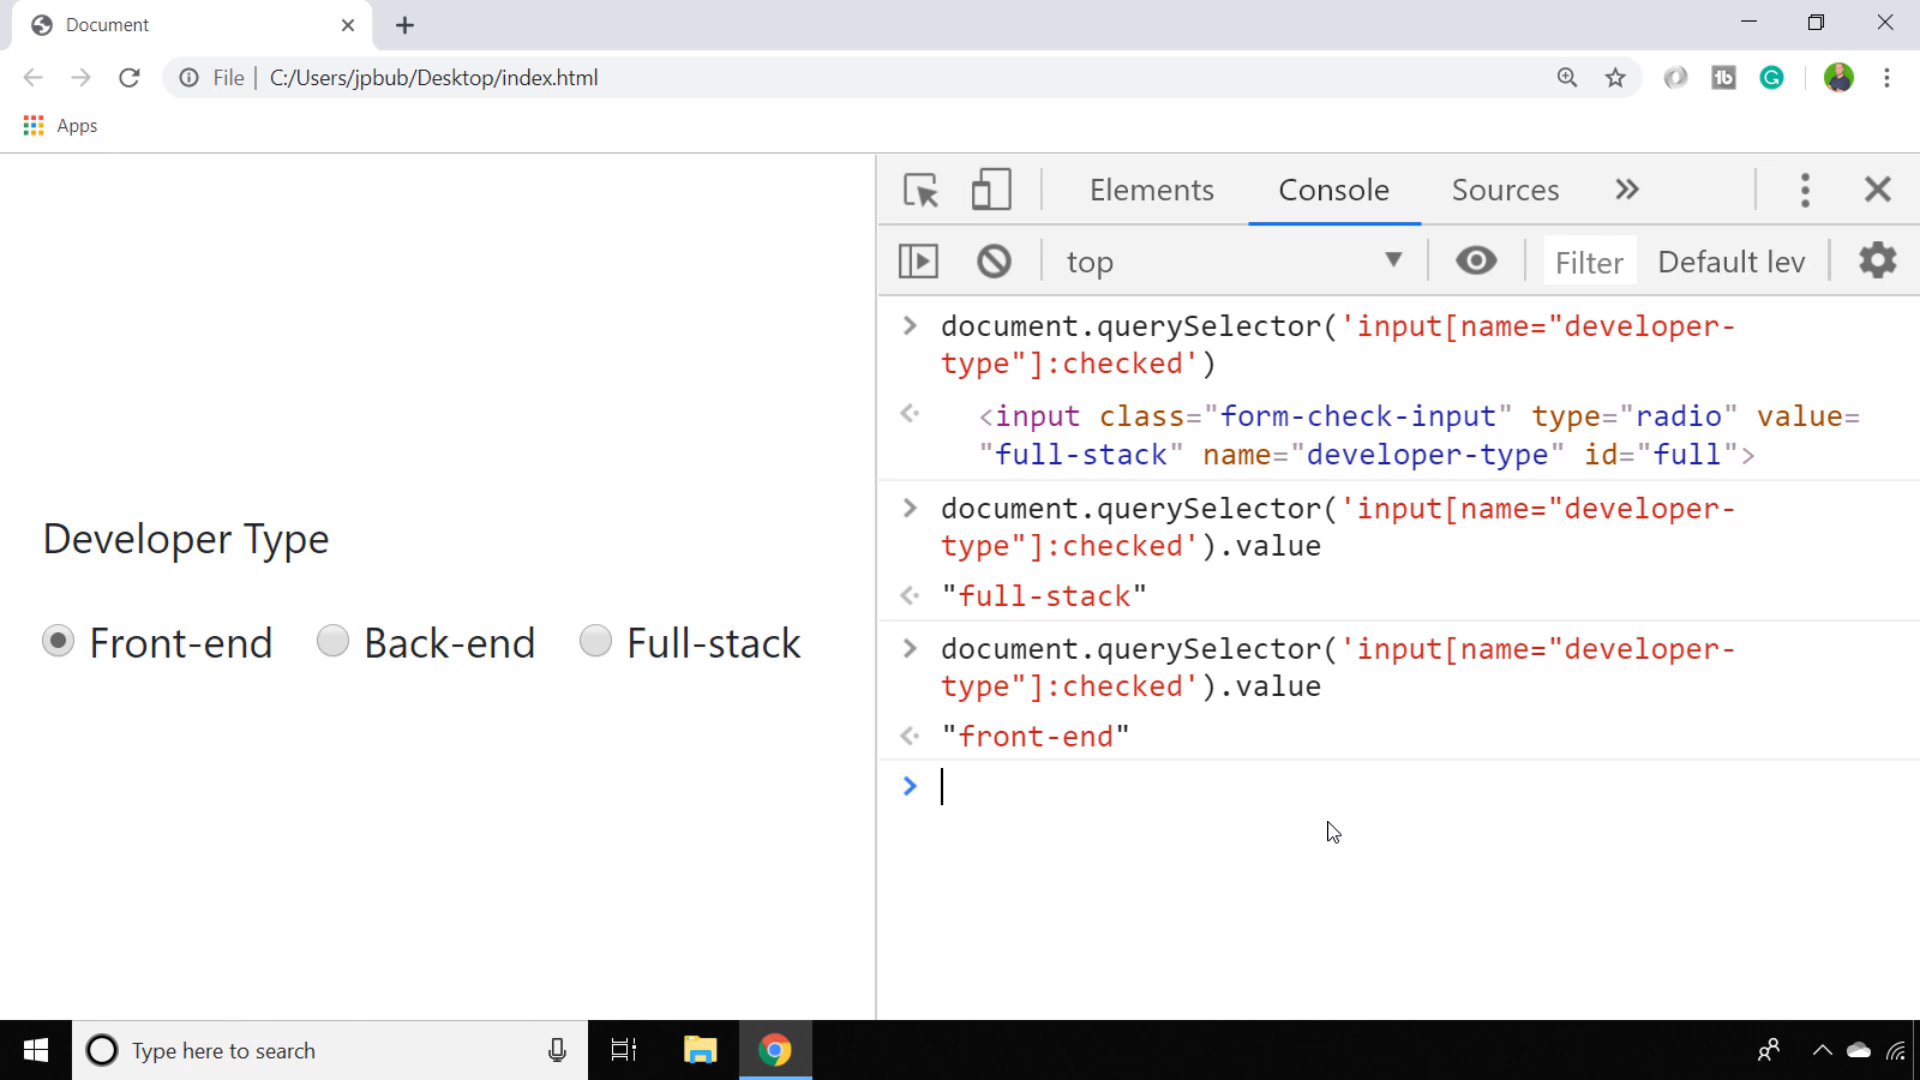 Document
File
C:/Users/jpbub/Desktop/index.html
Apps
Elements
Console
Sources
top
Filter
Default lev
document.querySelector('input[name="developer-
type"]:checked')
<input class="form-check-input" type="radio" value=
"full-stack" name="developer-type" id="full">
document.querySelector('input[name="developer-
type"]:checked').value
"full-stack"
document.querySelector('input[name="developer-
type"]:checked').value
"front-end"
Developer Type
Front-end
Back-end
Full-stack
Type here to search